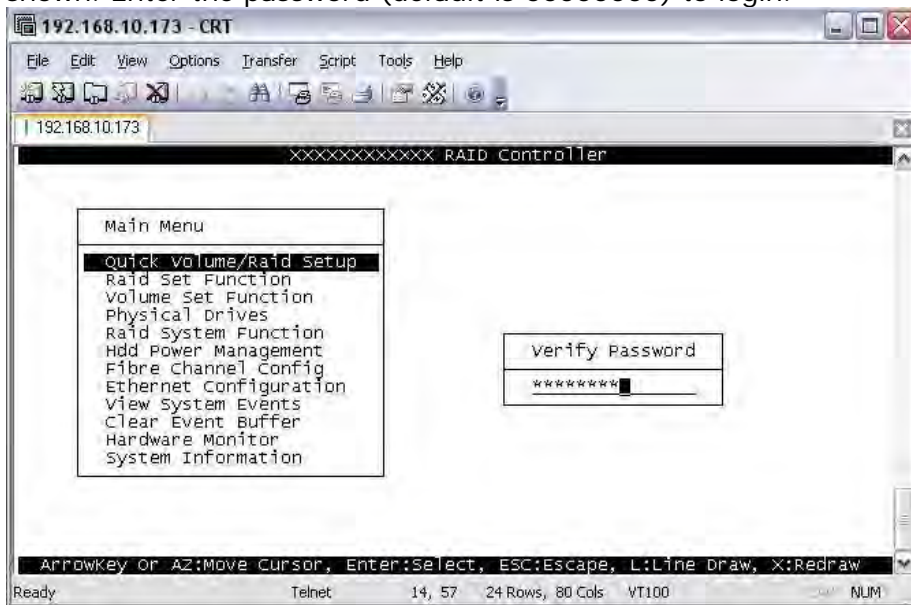 shown. Enter the password (default is 00000000) to login.
192.168.10.173 - CRT
File Edit View Options Transfer Script Tools Help
192.168.10.173
XXXXXXXXXXXX RAID Controller
Main Menu
Quick Volume/Raid Setup
Raid Set Function
Volume Set Function
Physical Drives
Raid System Function
Hdd Power Management
Fibre Channel Config
Ethernet Configuration
View System Events
Clear Event Buffer
Hardware Monitor
System Information
Verify Password
********
ArrowKey Or AZ:Move Cursor, Enter:Select, ESC:Escape, L:Line Draw, X:Redraw
Ready Telnet 14, 57 24 Rows, 80 Cols VT100 NUM